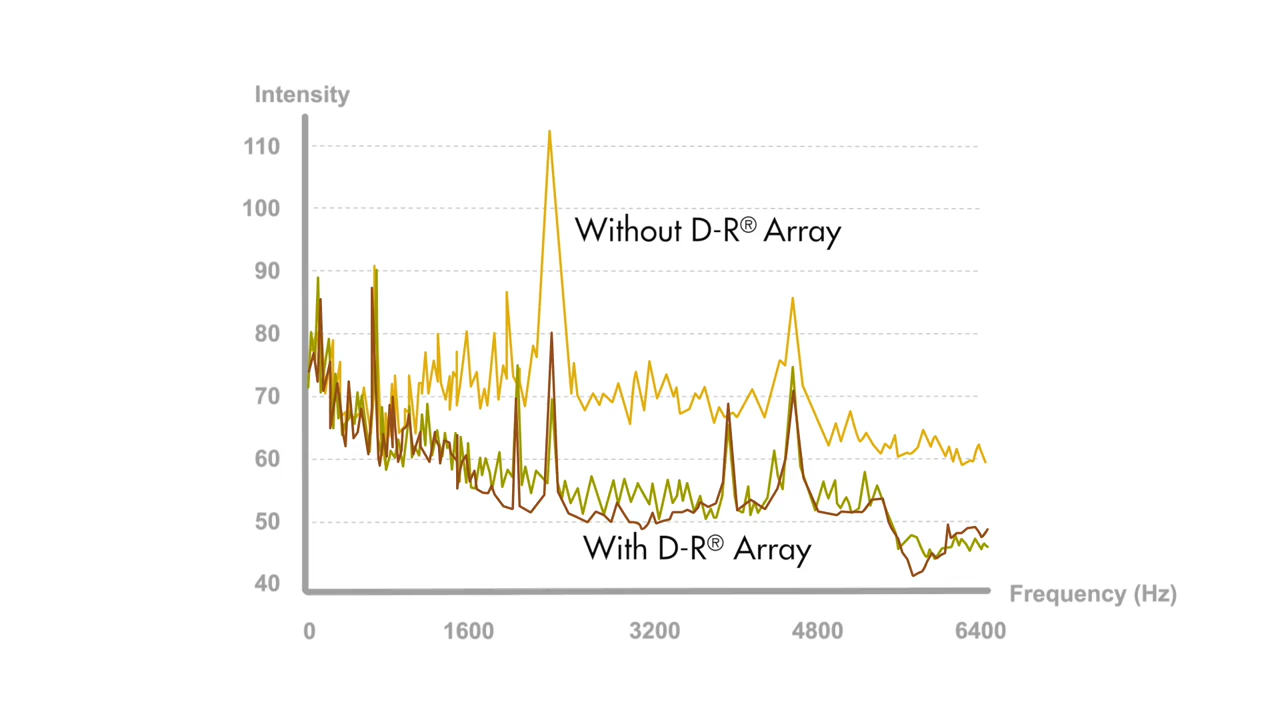 Intensity
110
100
Without D-R® Array
90
80
70
60
50
With D-R® Array
40
Frequency (Hz)
0 1600 3200 4800 6400